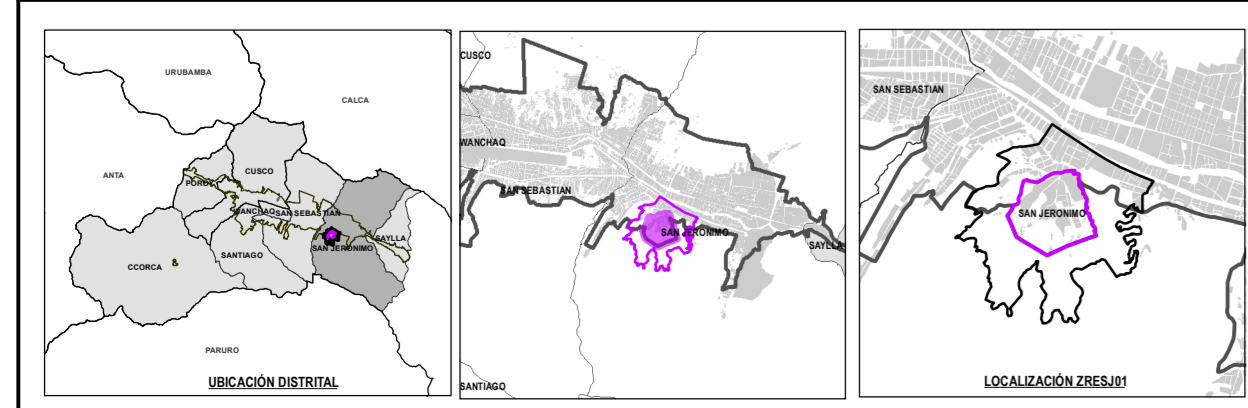 URUBAMBA
CALCA
ANTA
CUSCO
POROY
WANCHAQ
SAN SEBASTIAN
SAYLLA
SAN JERONIMO
SANTIAGO
CCORCA
&
PARURO
UBICACIÓN DISTRITAL
CUSCO
WANCHAQ
SAN SEBASTIAN
SAN JERONIMO
SAYLLA
SANTIAGO
SAN SEBASTIAN
SAN JERONIMO
LOCALIZACIÓN ZRESJ01